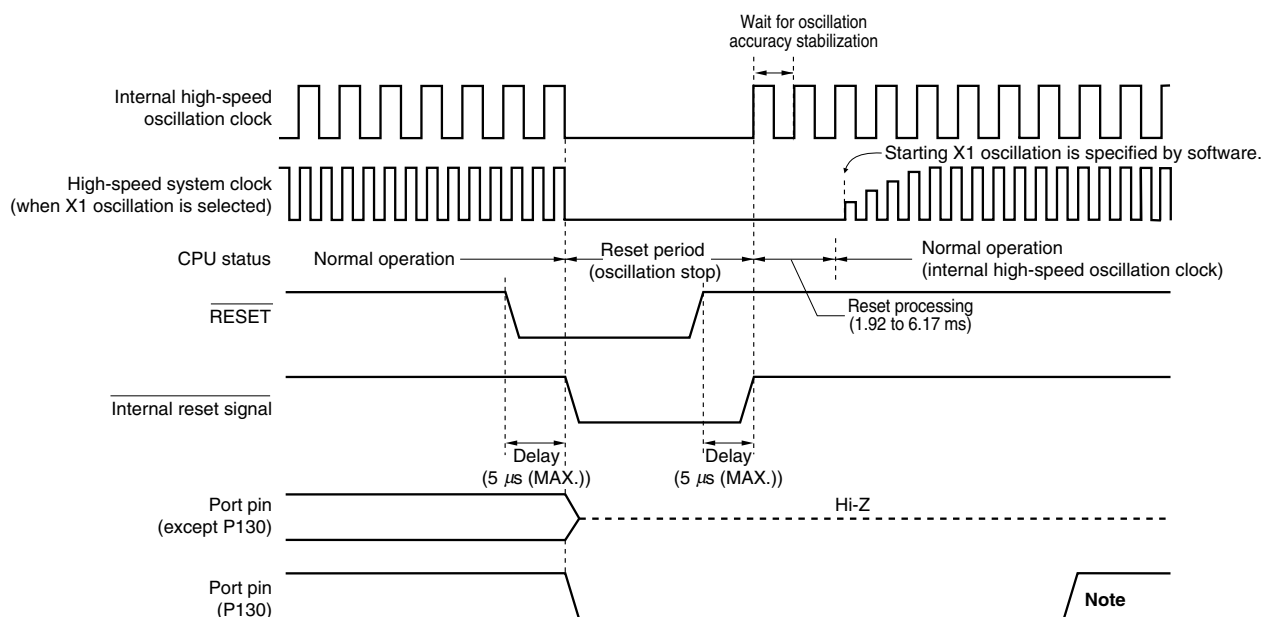 Wait for oscillation
accuracy stabilization
Internal high-speed
oscillation clock
Starting X1 oscillation is specified by software.
High-speed system clock
(when X1 oscillation is selected)
CPU status
Normal operation
Reset period
(oscillation stop)
Normal operation
(internal high-speed oscillation clock)
RESET
Reset processing
(1.92 to 6.17 ms)
Internal reset signal
Delay
(5 μs (MAX.))
Delay
(5 μs (MAX.))
Port pin
(except P130)
Hi-Z
Port pin
(P130)
Note